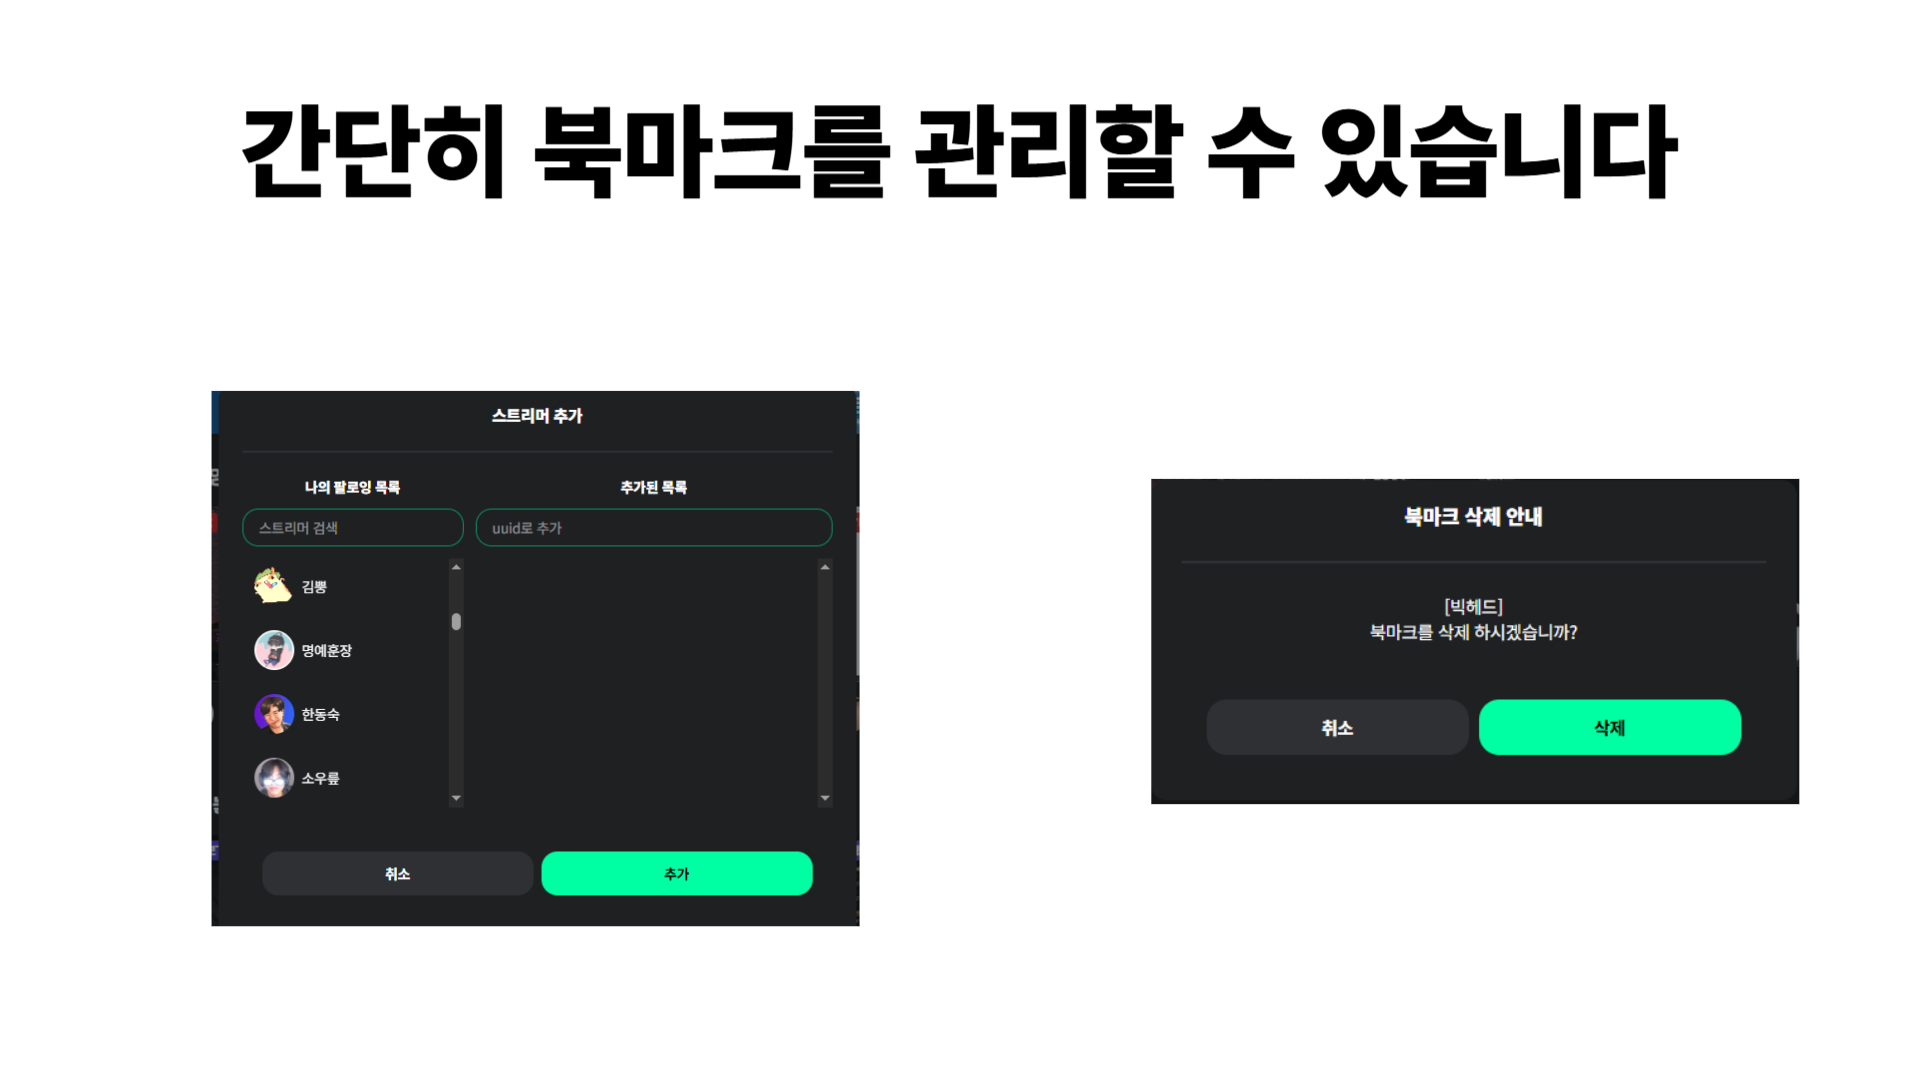 간단히 북마크를 관리할 수 있습니다
스트리머 추가
나의 팔로잉 목록
추가된 목록
스트리머 검색
uuid로 추가
김뽕
명예훈장
한동숙
소우릎
취소
추가
북마크 삭제 안내
[빅헤드]
북마크를 삭제 하시겠습니까?
취소
삭제